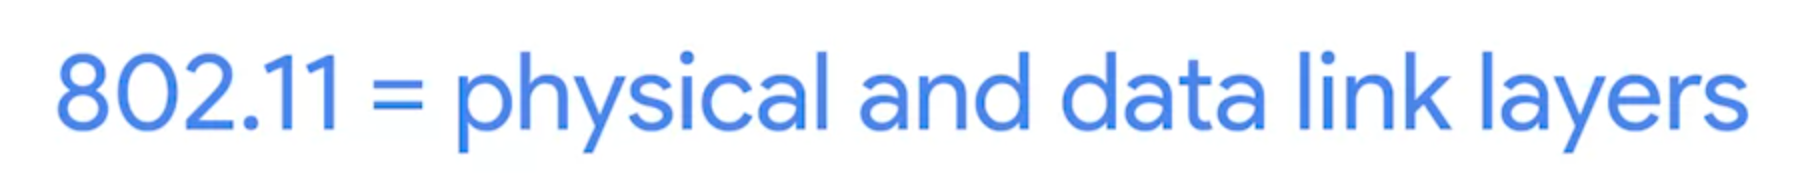 802.11 = physical and data link layers